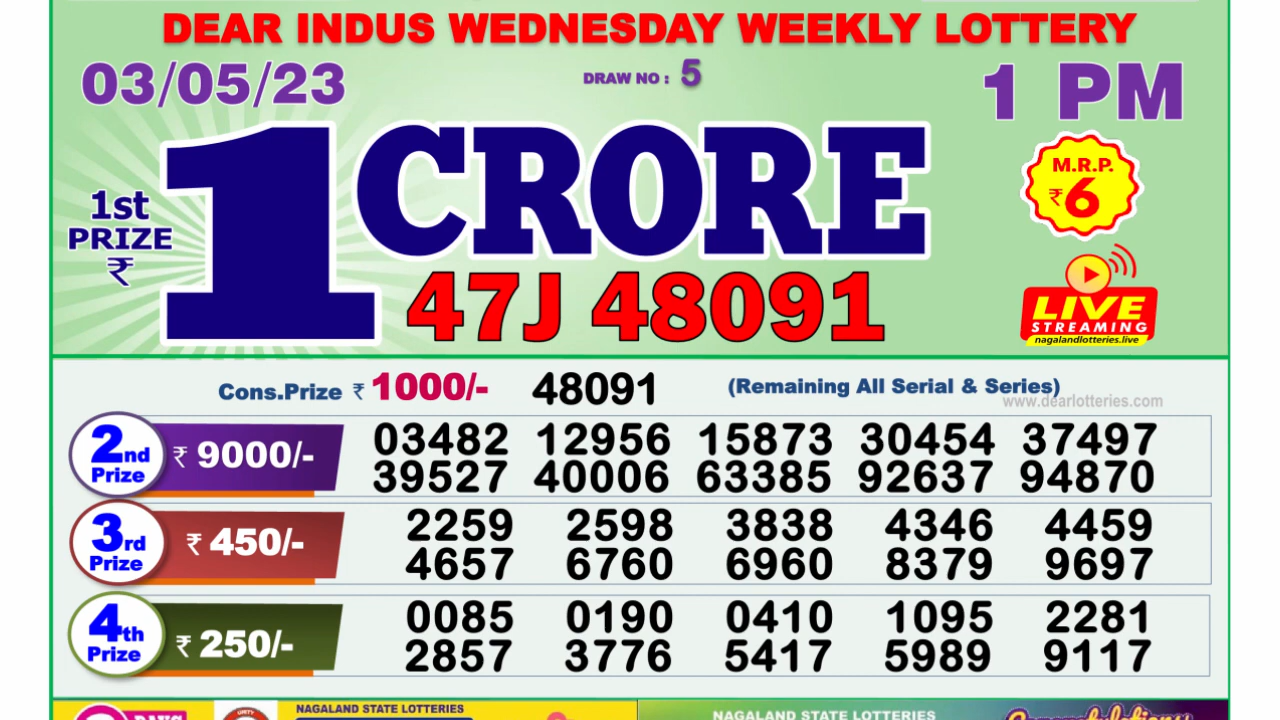 DEAR INDUS WEDNESDAY WEEKLY LOTTERY
03/05/23
DRAW NO : 5
1 PM
1st
PRIZE
₹
1 CRORE
47J 48091
M.R.P.
₹6
LIVE
STREAMING
nagalandlotteries.live
Cons.Prize ₹ 1000/- 48091 (Remaining All Serial & Series)
www.dearlotteries.com
2nd Prize ₹ 9000/-
03482 12956 15873 30454 37497
39527 40006 63385 92637 94870
3rd Prize ₹ 450/-
2259 2598 3838 4346 4459
4657 6760 6960 8379 9697
4th Prize ₹ 250/-
0085 0190 0410 1095 2281
2857 3776 5417 5989 9117
NAGALAND STATE LOTTERIES
NAGALAND STATE LOTTERIES